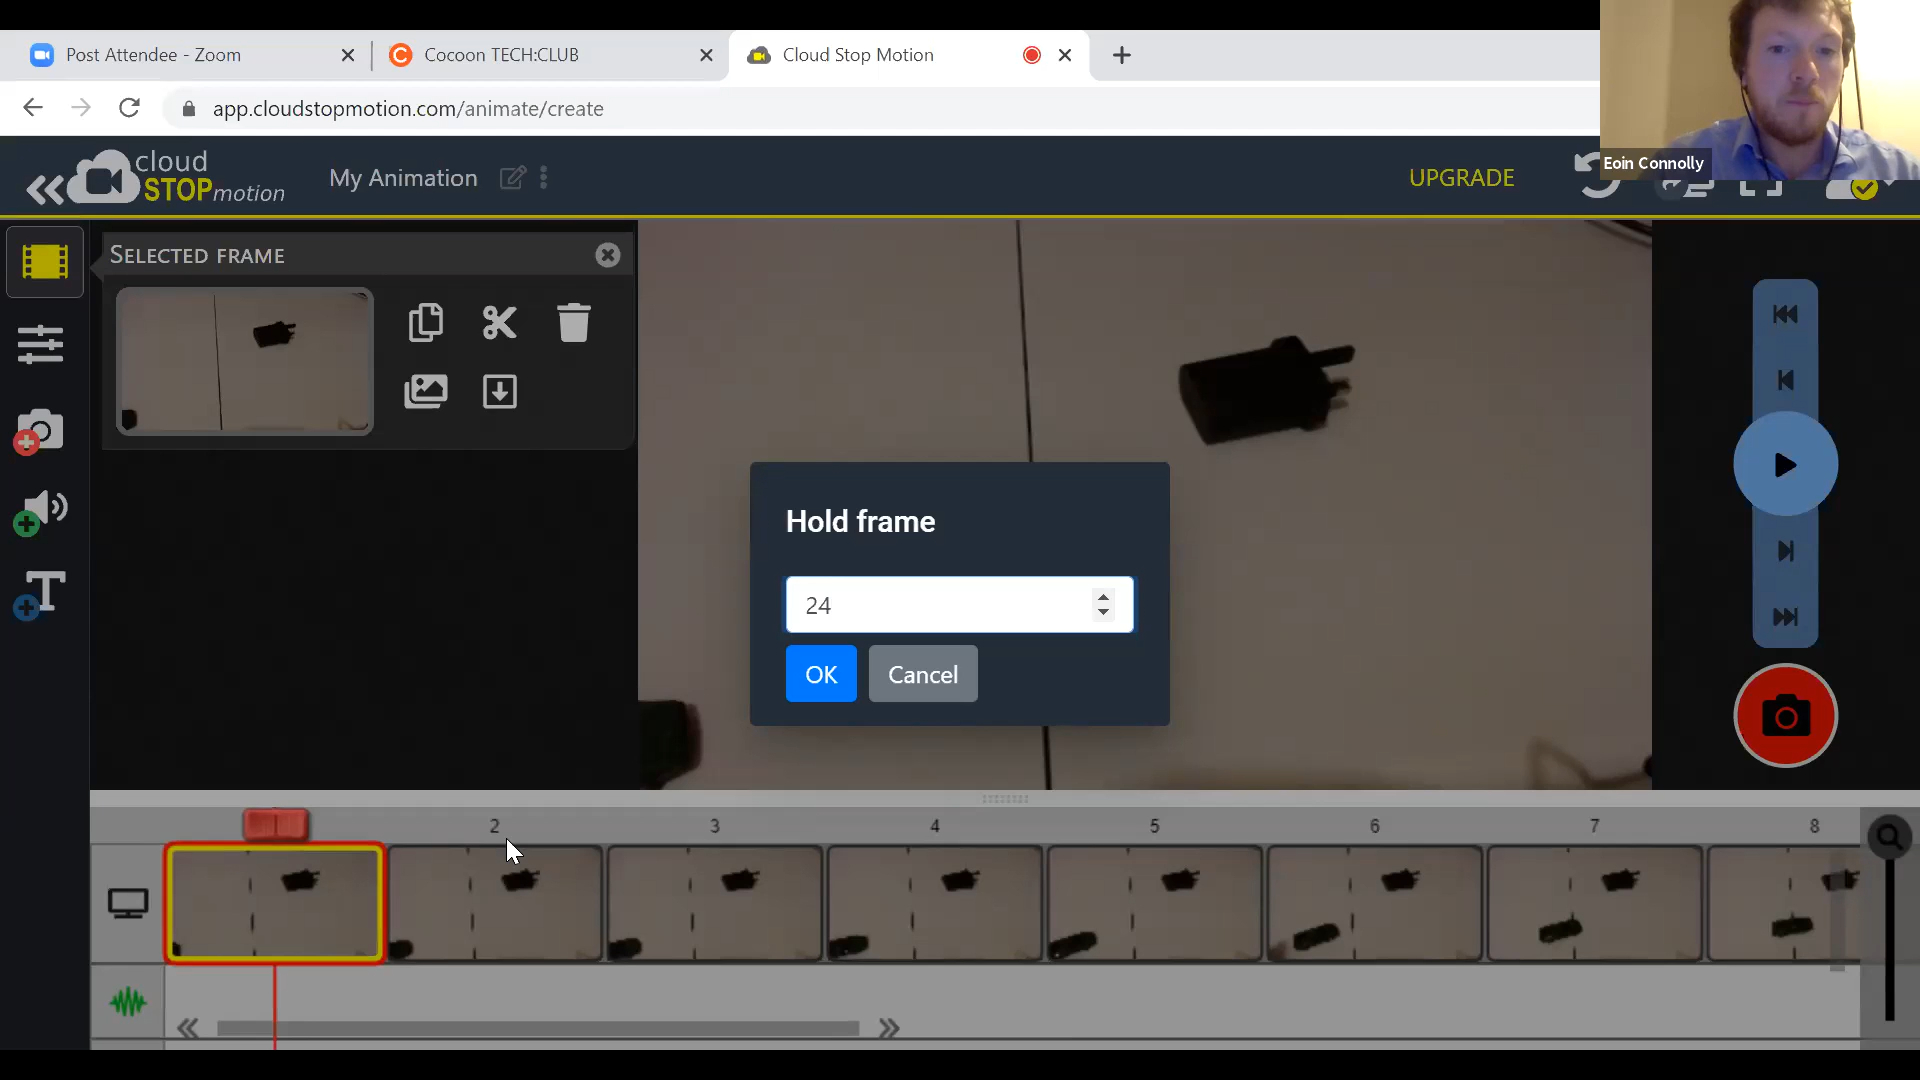 Post Attendee - Zoom
Cocoon TECH:CLUB
Cloud Stop Motion
app.cloudstopmotion.com/animate/create
Eoin Connolly
cloud
STOPmotion
My Animation
UPGRADE
SELECTED FRAME
Hold frame
24
OK
Cancel
2 3 4 5 6 7 8